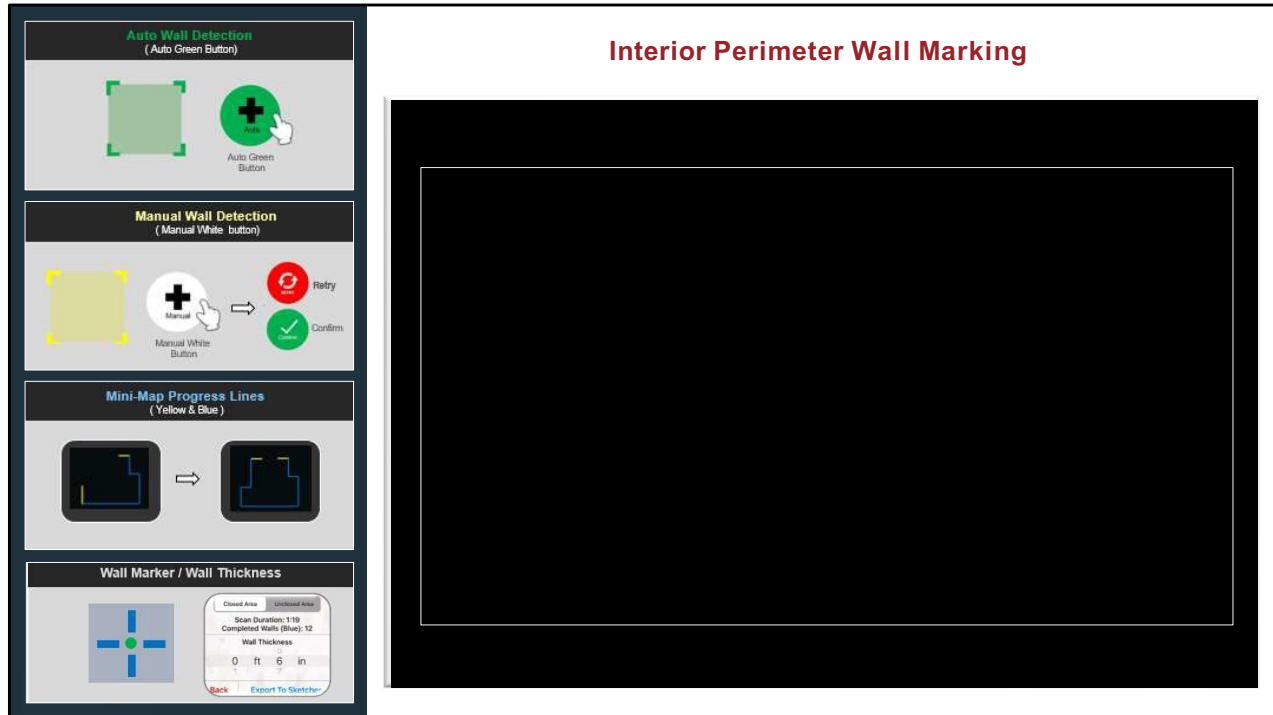 Auto Wall Detection
( Auto Green Button)
Auto
Auto Green
Button
Manual Wall Detection
( Manual White button)
Manual
Manual White
Button
Retry
Confirm
Confirm
Mini-Map Progress Lines
( Yellow & Blue )
Wall Marker / Wall Thickness
Closed Area Unclosed Area
Scan Duration: 1:19
Completed Walls (Blue): 12
Wall Thickness
0 ft 6 in
Back Export To Sketcher
Interior Perimeter Wall Marking